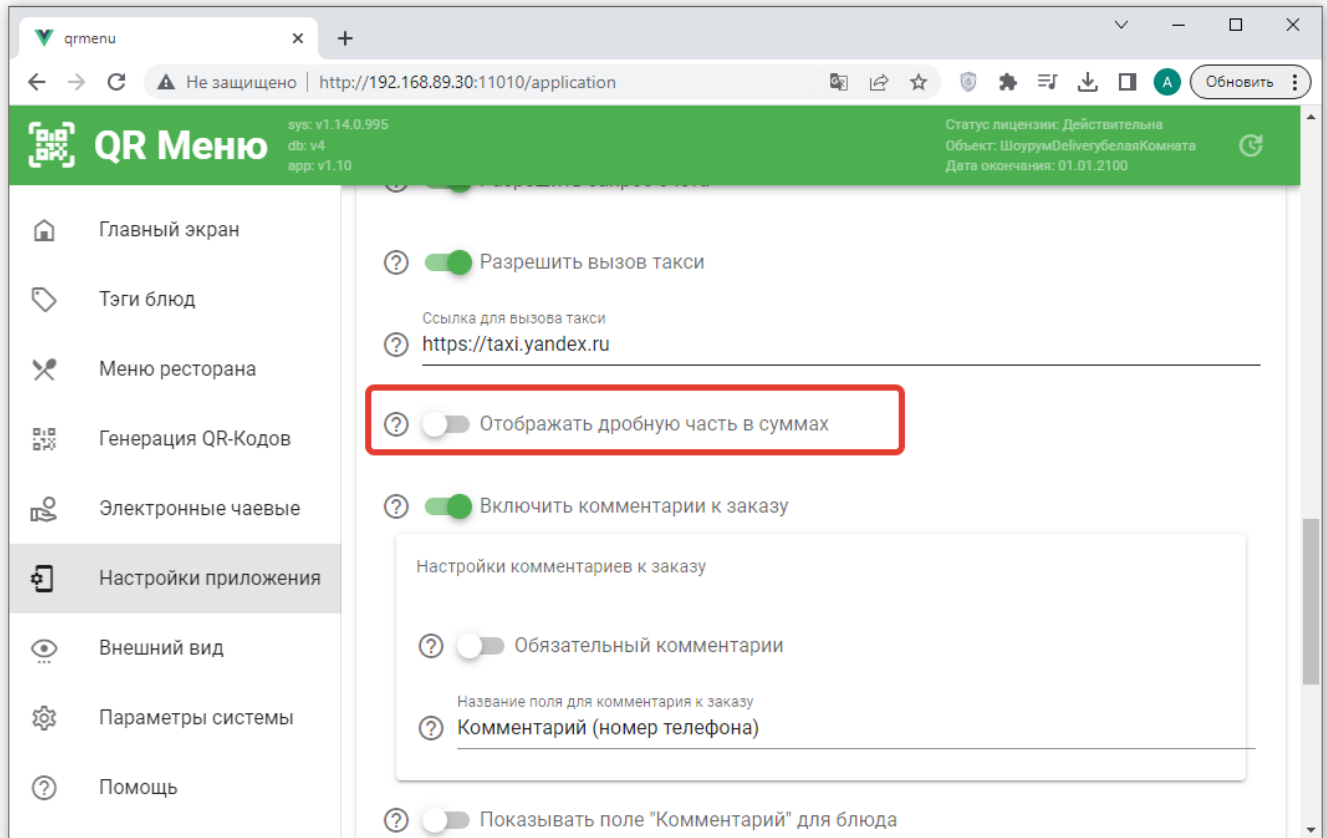 qrmenu
Не защищено | http://192.168.89.30:11010/application
А
Обновить
QR Меню
sys: v1.14.0.995
db: v4
app: v1.10
Статус лицензии: Действительна
Объект: ШоурумDeliveryбелаяКомната
Дата окончания: 01.01.2100
Главный экран
Тэги блюд
Меню ресторана
Генерация QR-Кодов
Электронные чаевые
Настройки приложения
Внешний вид
Параметры системы
Помощь
Разрешить вызов такси
Ссылка для вызова такси
https://taxi.yandex.ru
Отображать дробную часть в суммах
Включить комментарии к заказу
Настройки комментариев к заказу
Обязательный комментарии
Название поля для комментария к заказу
Комментарий (номер телефона)
Показывать поле "Комментарий" для блюда